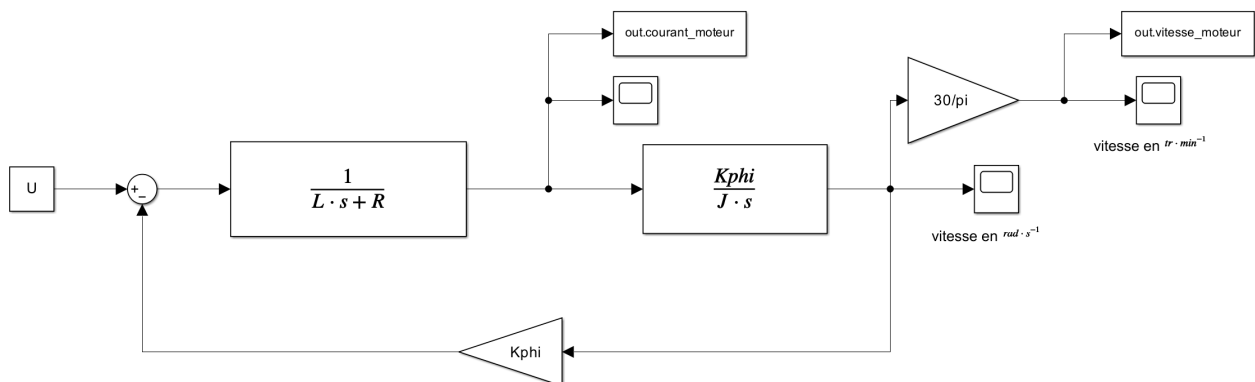 out.courant_moteur
out.vitesse_moteur
30/pi
vitesse en tr · min⁻¹
U
+
−
1
L · s + R
Kphi
J · s
vitesse en rad · s⁻¹
Kphi